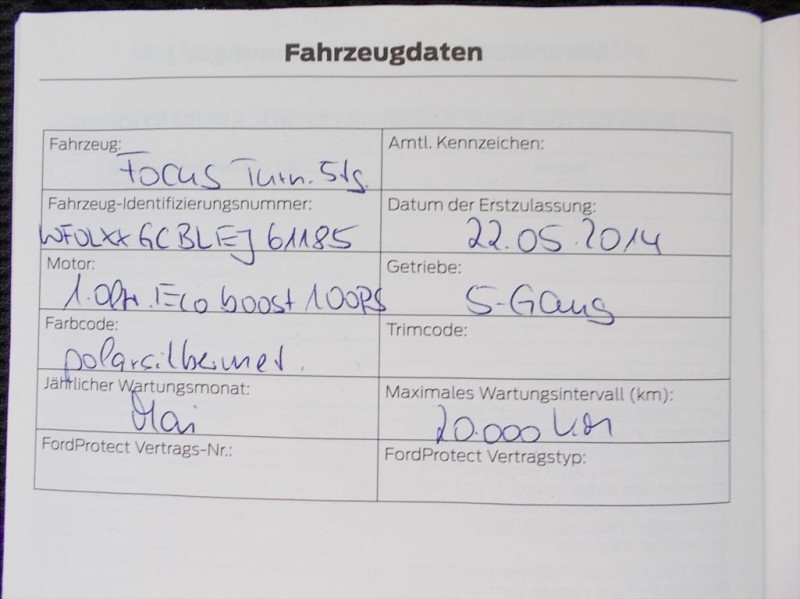 Fahrzeugdaten
Fahrzeug:
Focus Turn. Stg.
Amtl. Kennzeichen:
Fahrzeug-Identifizierungsnummer:
WF0LXXGCBLEJ61185
Datum der Erstzulassung:
22.05.2014
Motor:
1.0ltr. Eco boost 100PS
Getriebe:
5-Gang
Farbcode:
polarsilbermet.
Trimcode:
Jährlicher Wartungsmonat:
Mai
Maximales Wartungsintervall (km):
20.000 km
FordProtect Vertrags-Nr.:
FordProtect Vertragstyp: